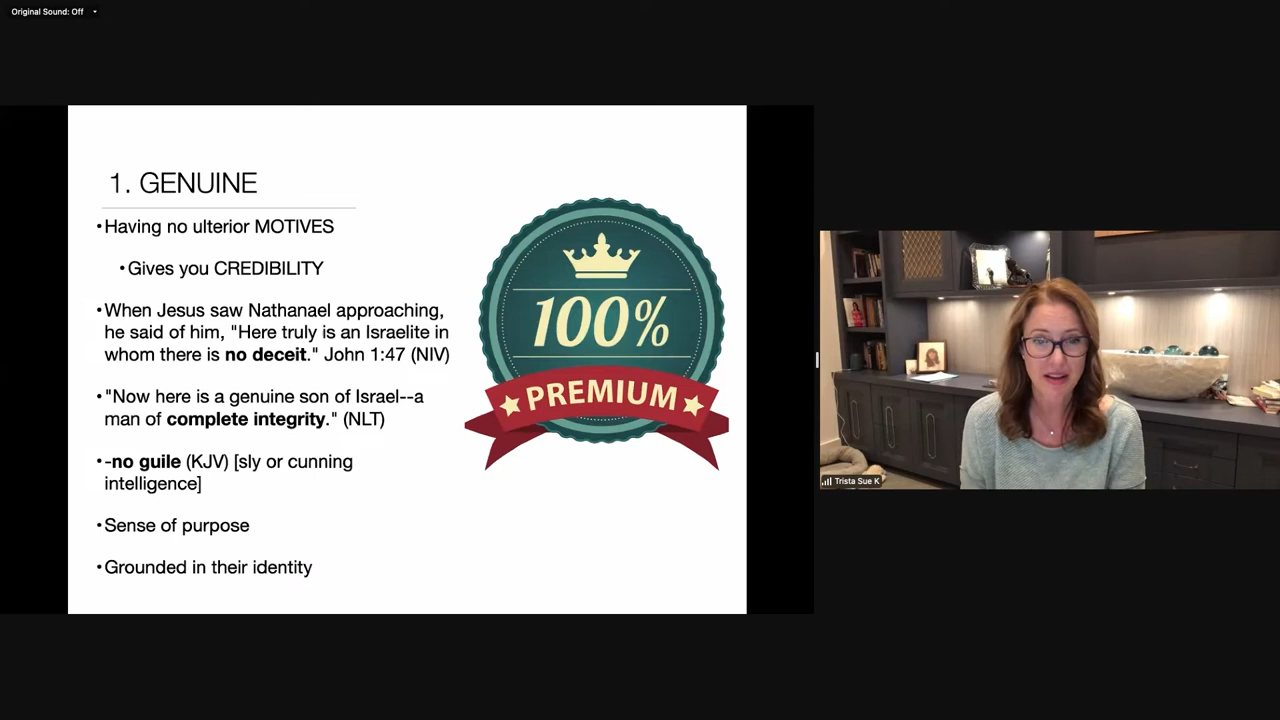 Original Sound: Off
1. GENUINE
•Having no ulterior MOTIVES
•Gives you CREDIBILITY
•When Jesus saw Nathanael approaching,
he said of him, "Here truly is an Israelite in
whom there is no deceit." John 1:47 (NIV)
•"Now here is a genuine son of Israel--a
man of complete integrity." (NLT)
•-no guile (KJV) [sly or cunning
intelligence]
•Sense of purpose
•Grounded in their identity
100%
PREMIUM
Trista Sue K